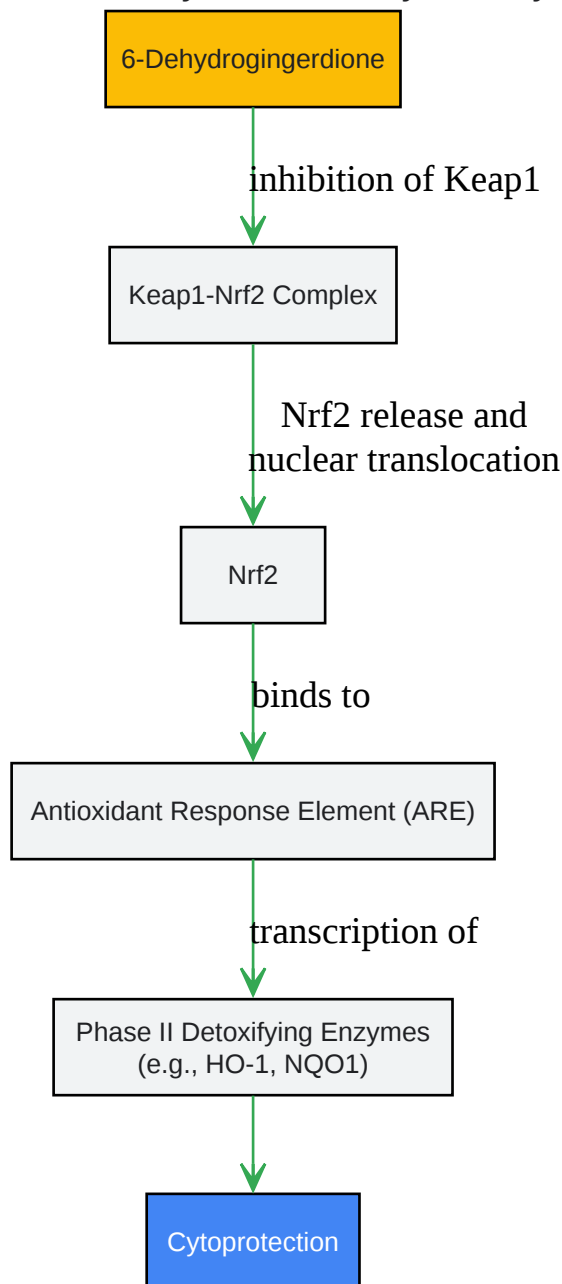 6-Dehydrogingerdione
inhibition of Keap1
Keap1-Nrf2 Complex
Nrf2 release and
nuclear translocation
Nrf2
binds to
Antioxidant Response Element (ARE)
transcription of
Phase II Detoxifying Enzymes
(e.g., HO-1, NQO1)
Cytoprotection